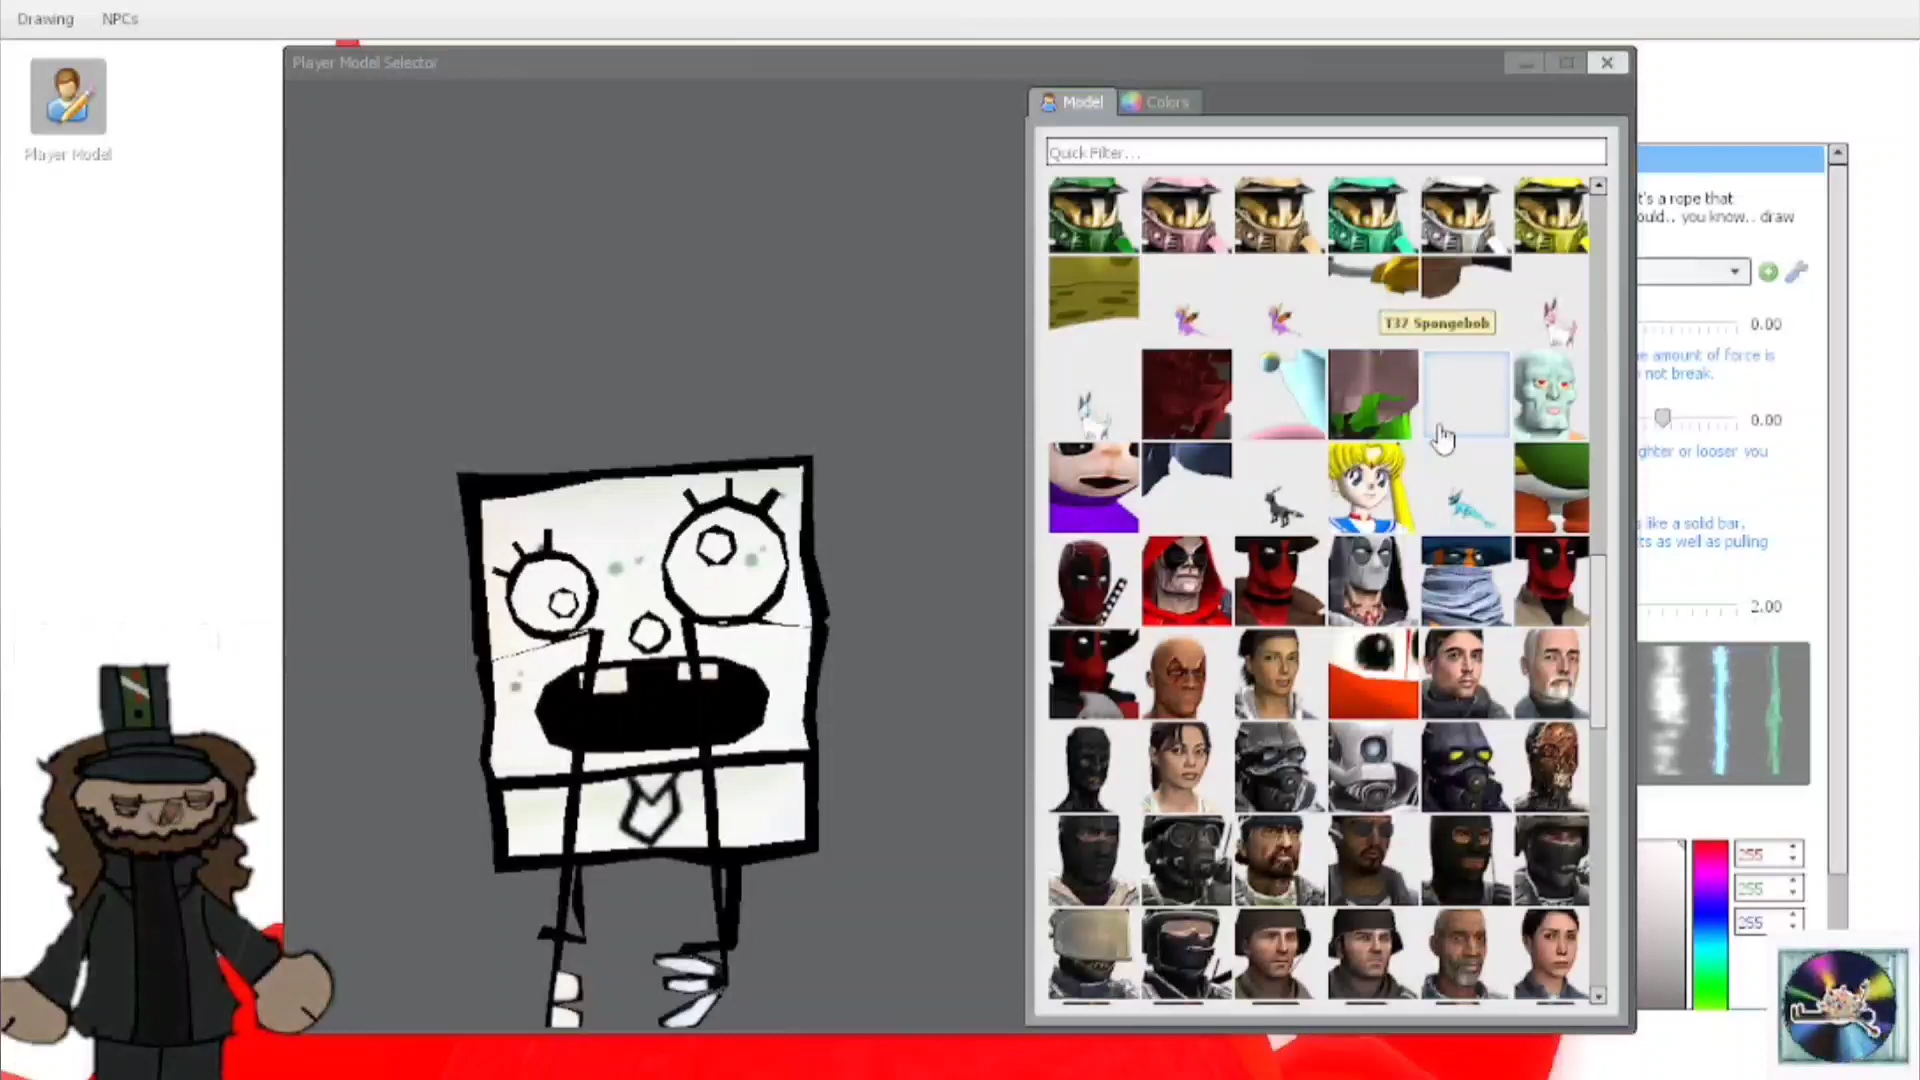 Drawing NPCs
Player Model Selector
Player Model
Model Colors
Quick Filter...
t's a rope that
ould.. you know.. draw
T37 Spongebob
0.00
e amount of force is
not break.
0.00
ghter or looser you
s like a solid bar,
ts as well as pulling
2.00
255
255
255